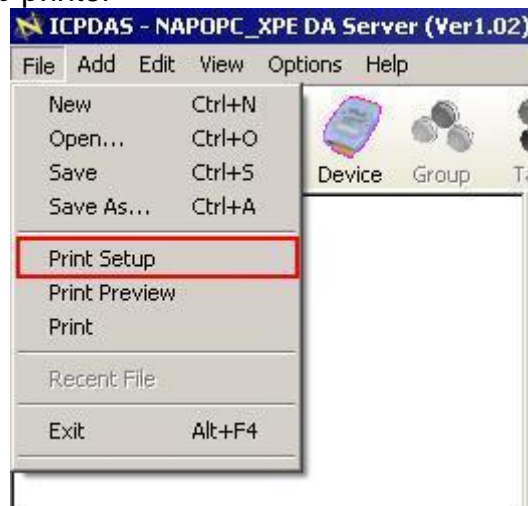 ICPDAS - NAPOPC_XPE DA Server (Ver1.02)
File Add Edit View Options Help
New Ctrl+N
Open... Ctrl+O
Save Ctrl+S
Save As... Ctrl+A
Device Group
Print Setup
Print Preview
Print
Recent File
Exit Alt+F4